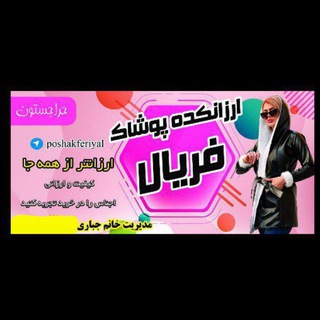 حراجستون
ارزانکده پوشاک
فریال
poshakferiyal
ارزانتر از همه جا
کیفیت و ارزانی
اجناس را در خرید تجربه کنید
مدیریت خانم جباری